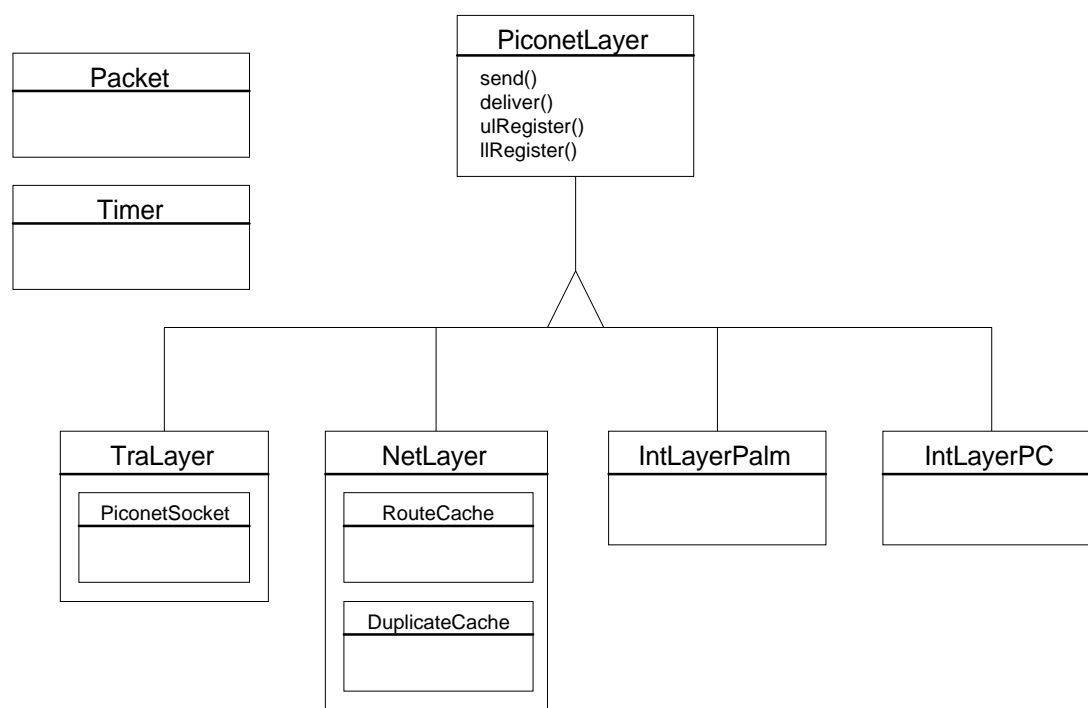 PiconetLayer
send()
deliver()
ulRegister()
llRegister()
Packet
Timer
TraLayer
PiconetSocket
NetLayer
RouteCache
DuplicateCache
IntLayerPalm
IntLayerPC